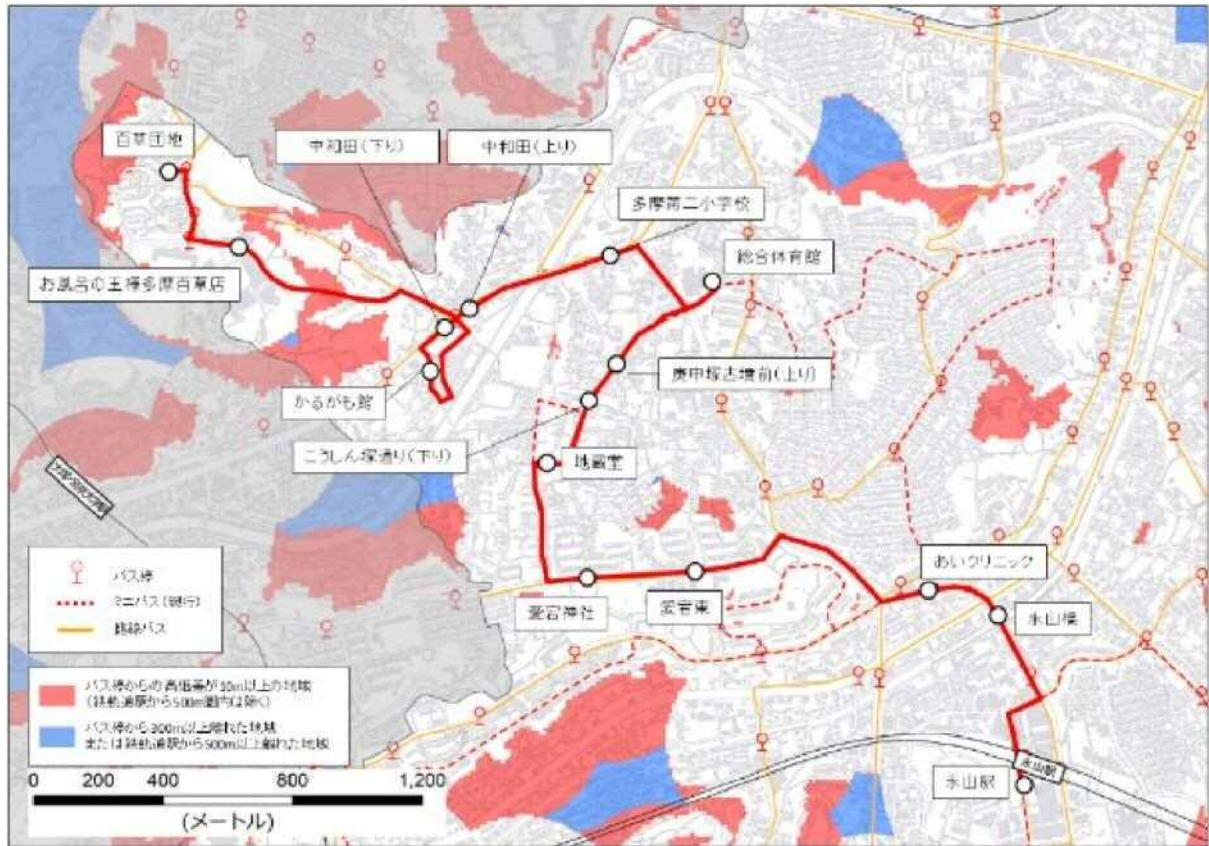 百草団地
中和田(下り)
中和田(上り)
多摩第二小学校
総合体育館
お風呂の王様多摩百草店
庚申塚古墳前(上り)
かるがも館
こうしん塚通り(下り)
地蔵堂
あいクリニック
愛宕神社
愛宕東
永山橋
バス停
ミニバス(現行)
路線バス
バス停からの高低差が10m以上の地域
(鉄軌道駅から500m圏内は除く)
バス停から300m以上離れた地域
または鉄軌道駅から500m以上離れた地域
永山駅
永山駅
0 200 400 800 1,200
(メートル)